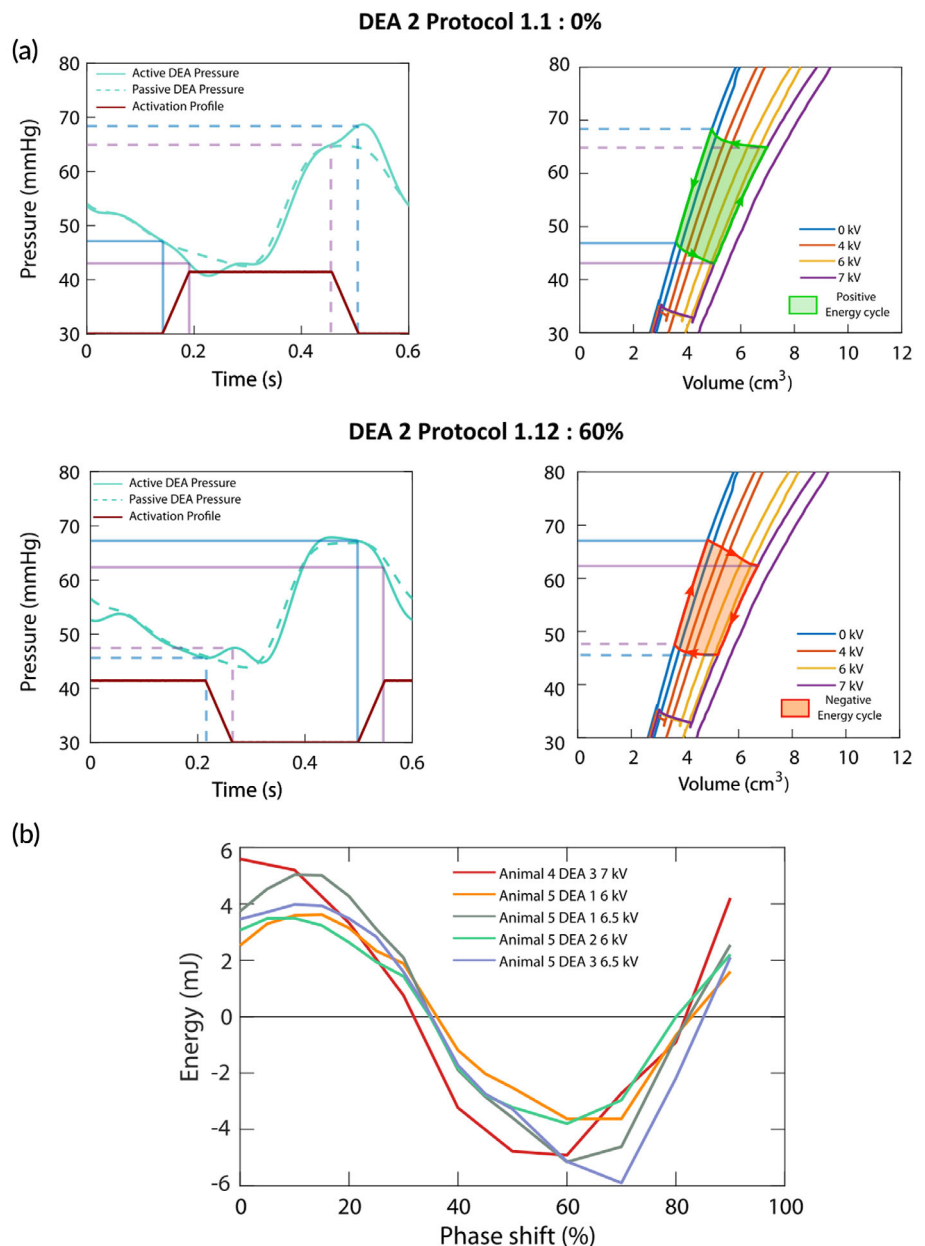 DEA 2 Protocol 1.1 : 0%
(a)
80
70
60
50
40
30
Pressure (mmHg)
Active DEA Pressure
Passive DEA Pressure
Activation Profile
0
0.2
0.4
0.6
Time (s)
80
70
60
50
40
30
0 kV
4 kV
6 kV
7 kV
Positive
Energy cycle
0
2
4
6
8
10
12
Volume (cm³)
DEA 2 Protocol 1.12 : 60%
80
70
60
50
40
30
Pressure (mmHg)
Active DEA Pressure
Passive DEA Pressure
Activation Profile
0
0.2
0.4
0.6
Time (s)
80
70
60
50
40
30
0 kV
4 kV
6 kV
7 kV
Negative
Energy cycle
0
2
4
6
8
10
12
Volume (cm³)
(b)
6
4
2
0
-2
-4
-6
Energy (mJ)
Animal 4 DEA 3 7 kV
Animal 5 DEA 1 6 kV
Animal 5 DEA 1 6.5 kV
Animal 5 DEA 2 6 kV
Animal 5 DEA 3 6.5 kV
0
20
40
60
80
100
Phase shift (%)